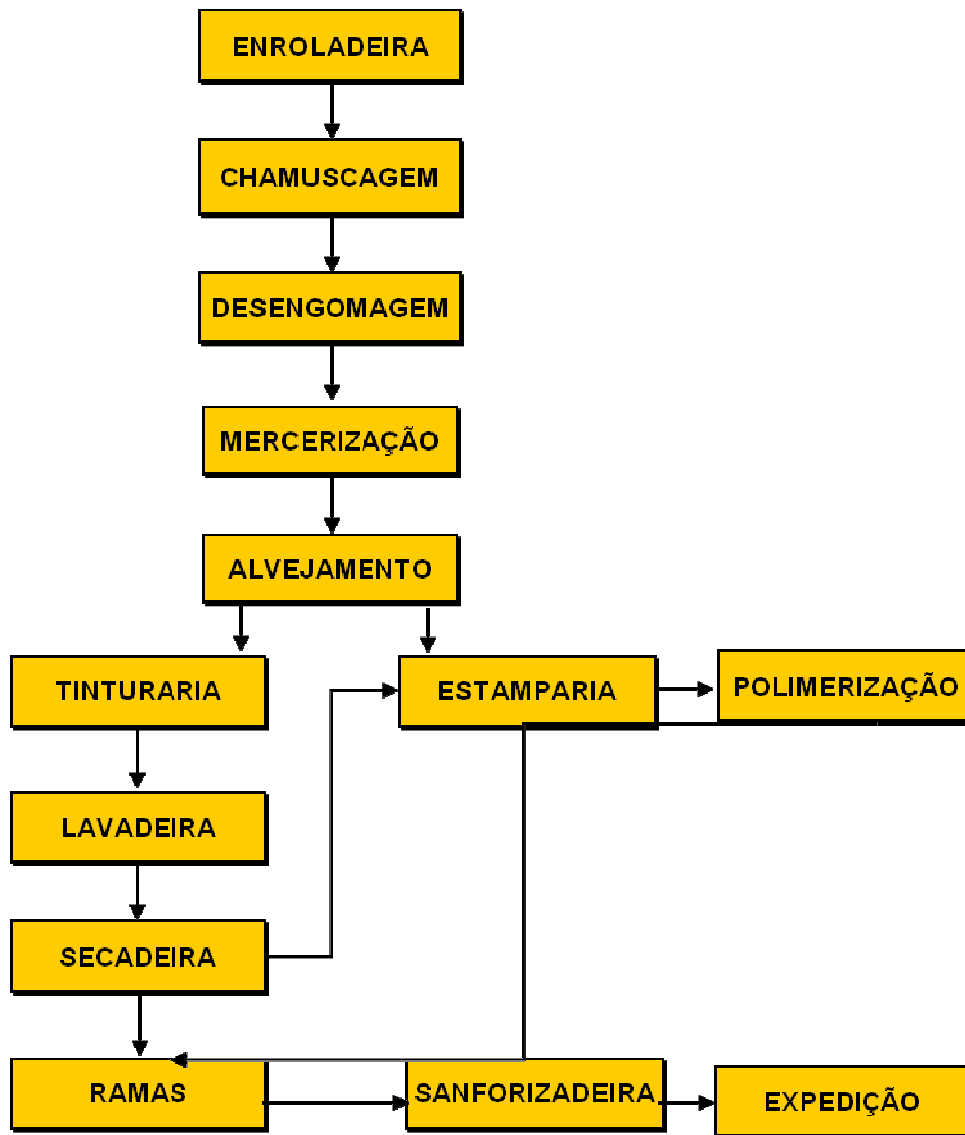 ENROLADEIRA
CHAMUSCAGEM
DESENGOMAGEM
MERCERIZAÇÃO
ALVEJAMENTO
TINTURARIA
ESTAMPARIA
POLIMERIZAÇÃO
LAVADEIRA
SECADEIRA
RAMAS
SANFORIZADEIRA
EXPEDIÇÃO